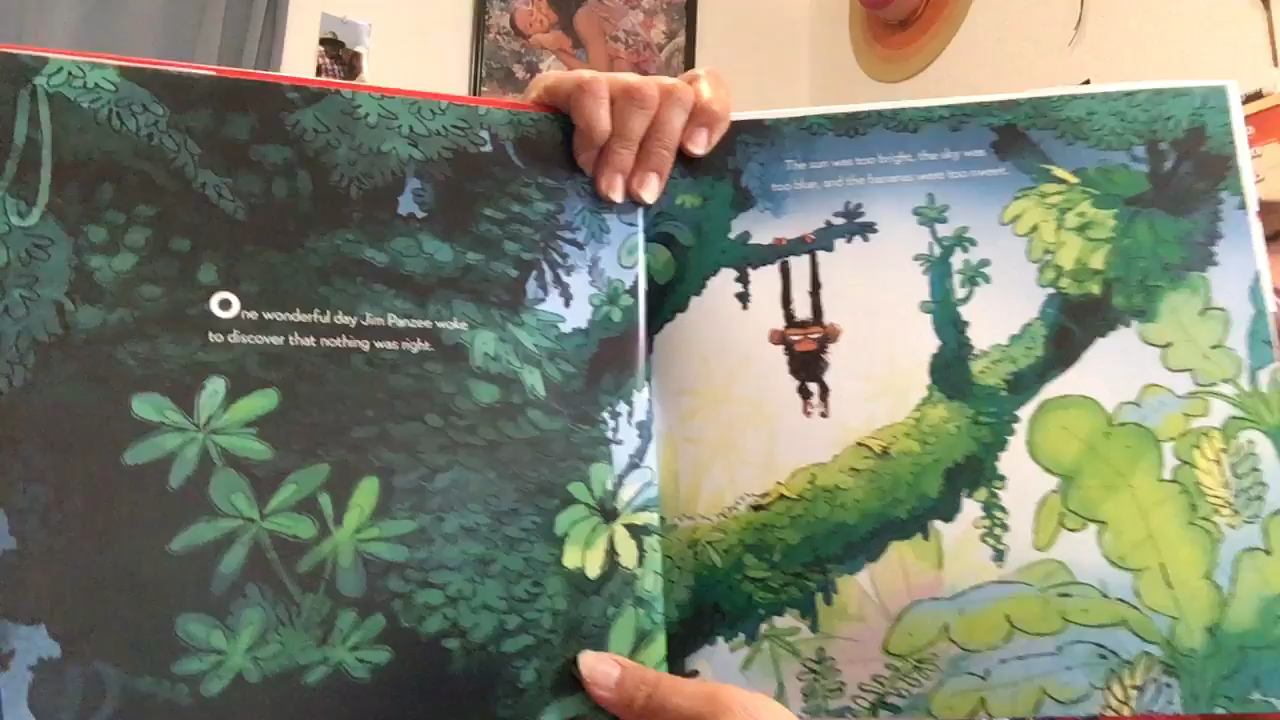 One wonderful day Jim Panzee woke
to discover that nothing was right.
The sun was too bright, the sky was
too blue, and the bananas were too sweet.